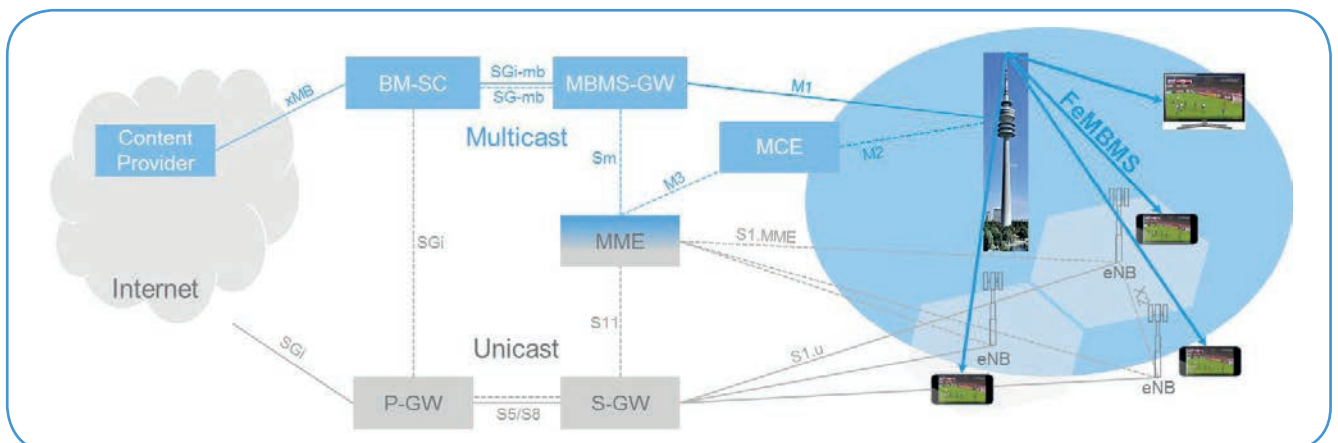 BM-SC
SGi-mb
SG-mb
MBMS-GW
M1
xMB
Content
Provider
Multicast
MCE
M2
FeMBMS
Sm
M3
SGi
MME
S1.MME
eNB
Internet
X2
S11
SGi
Unicast
S1.u
eNB
eNB
P-GW
S5/S8
S-GW